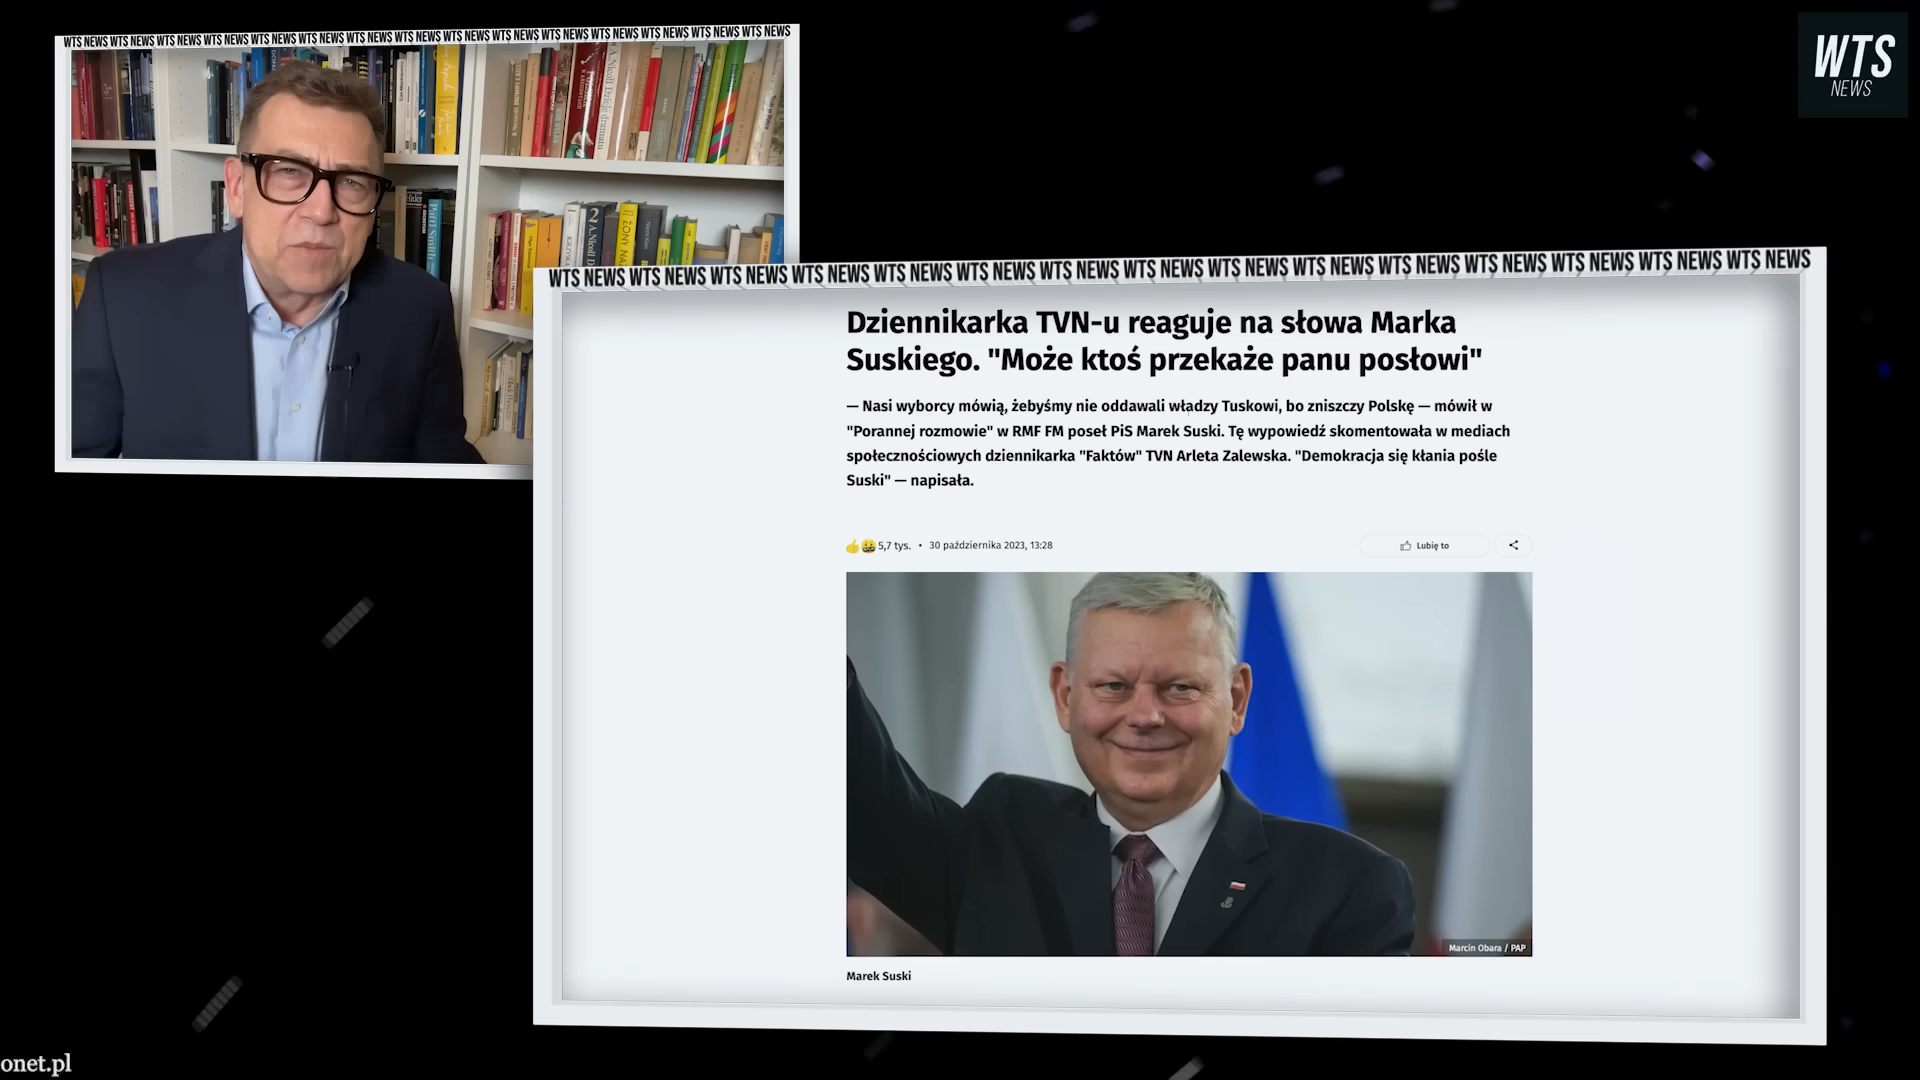 WTS NEWS WTS NEWS WTS NEWS WTS NEWS WTS NEWS WTS NEWS WTS NEWS WTS NEWS WTS NEWS WTS NEWS WTS NEWS WTS NEWS WTS NEWS WTS NEWS WTS NEWS
WTS
NEWS
Patti Smith
Hitler
2
ŻONY
WTS NEWS WTS NEWS WTS NEWS WTS NEWS WTS NEWS WTS NEWS WTS NEWS WTS NEWS WTS NEWS WTS NEWS WTS NEWS WTS NEWS WTS NEWS WTS NEWS WTS NEWS
Dziennikarka TVN-u reaguje na słowa Marka
Suskiego. "Może ktoś przekaże panu posłowi"
— Nasi wyborcy mówią, żebyśmy nie oddawali władzy Tuskowi, bo zniszczy Polskę — mówił w
"Porannej rozmowie" w RMF FM poseł PiS Marek Suski. Tę wypowiedź skomentowała w mediach
społecznościowych dziennikarka "Faktów" TVN Arleta Zalewska. "Demokracja się kłania pośle
Suski" — napisała.
5,7 tys. • 30 października 2023, 13:28
Lubię to
Marcin Obara / PAP
Marek Suski
onet.pl